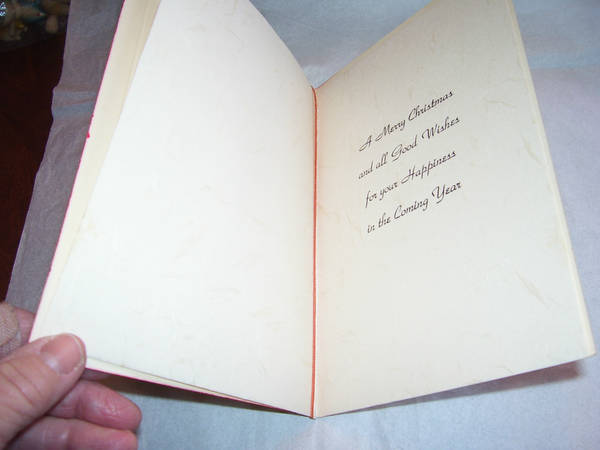 A Merry Christmas
and all Good Wishes
for your Happiness
in the Coming Year